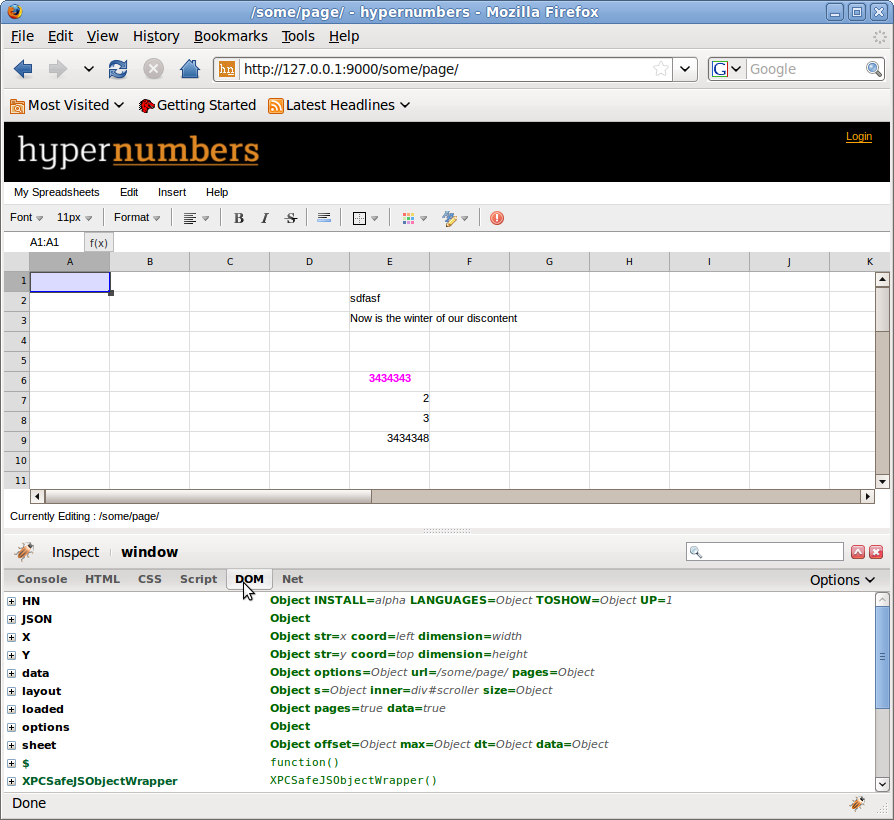 /some/page/ - hypernumbers - Mozilla Firefox
File Edit View History Bookmarks Tools Help
hn http://127.0.0.1:9000/some/page/ G Google
Most Visited Getting Started Latest Headlines
hypernumbers Login
My Spreadsheets Edit Insert Help
Font 11px Format B I S
A1:A1 f(x)
A B C D E F G H I J K
1
2 sdfasf
3 Now is the winter of our discontent
4
5
6 3434343
7 2
8 3
9 3434348
10
11
Currently Editing : /some/page/
Inspect window
Console HTML CSS Script DOM Net Options
HN Object INSTALL=alpha LANGUAGES=Object TOSHOW=Object UP=1
JSON Object
X Object str=x coord=left dimension=width
Y Object str=y coord=top dimension=height
data Object options=Object url=/some/page/ pages=Object
layout Object s=Object inner=div#scroller size=Object
loaded Object pages=true data=true
options Object
sheet Object offset=Object max=Object dt=Object data=Object
$ function()
XPCSafeJSObjectWrapper XPCSafeJSObjectWrapper()
Done